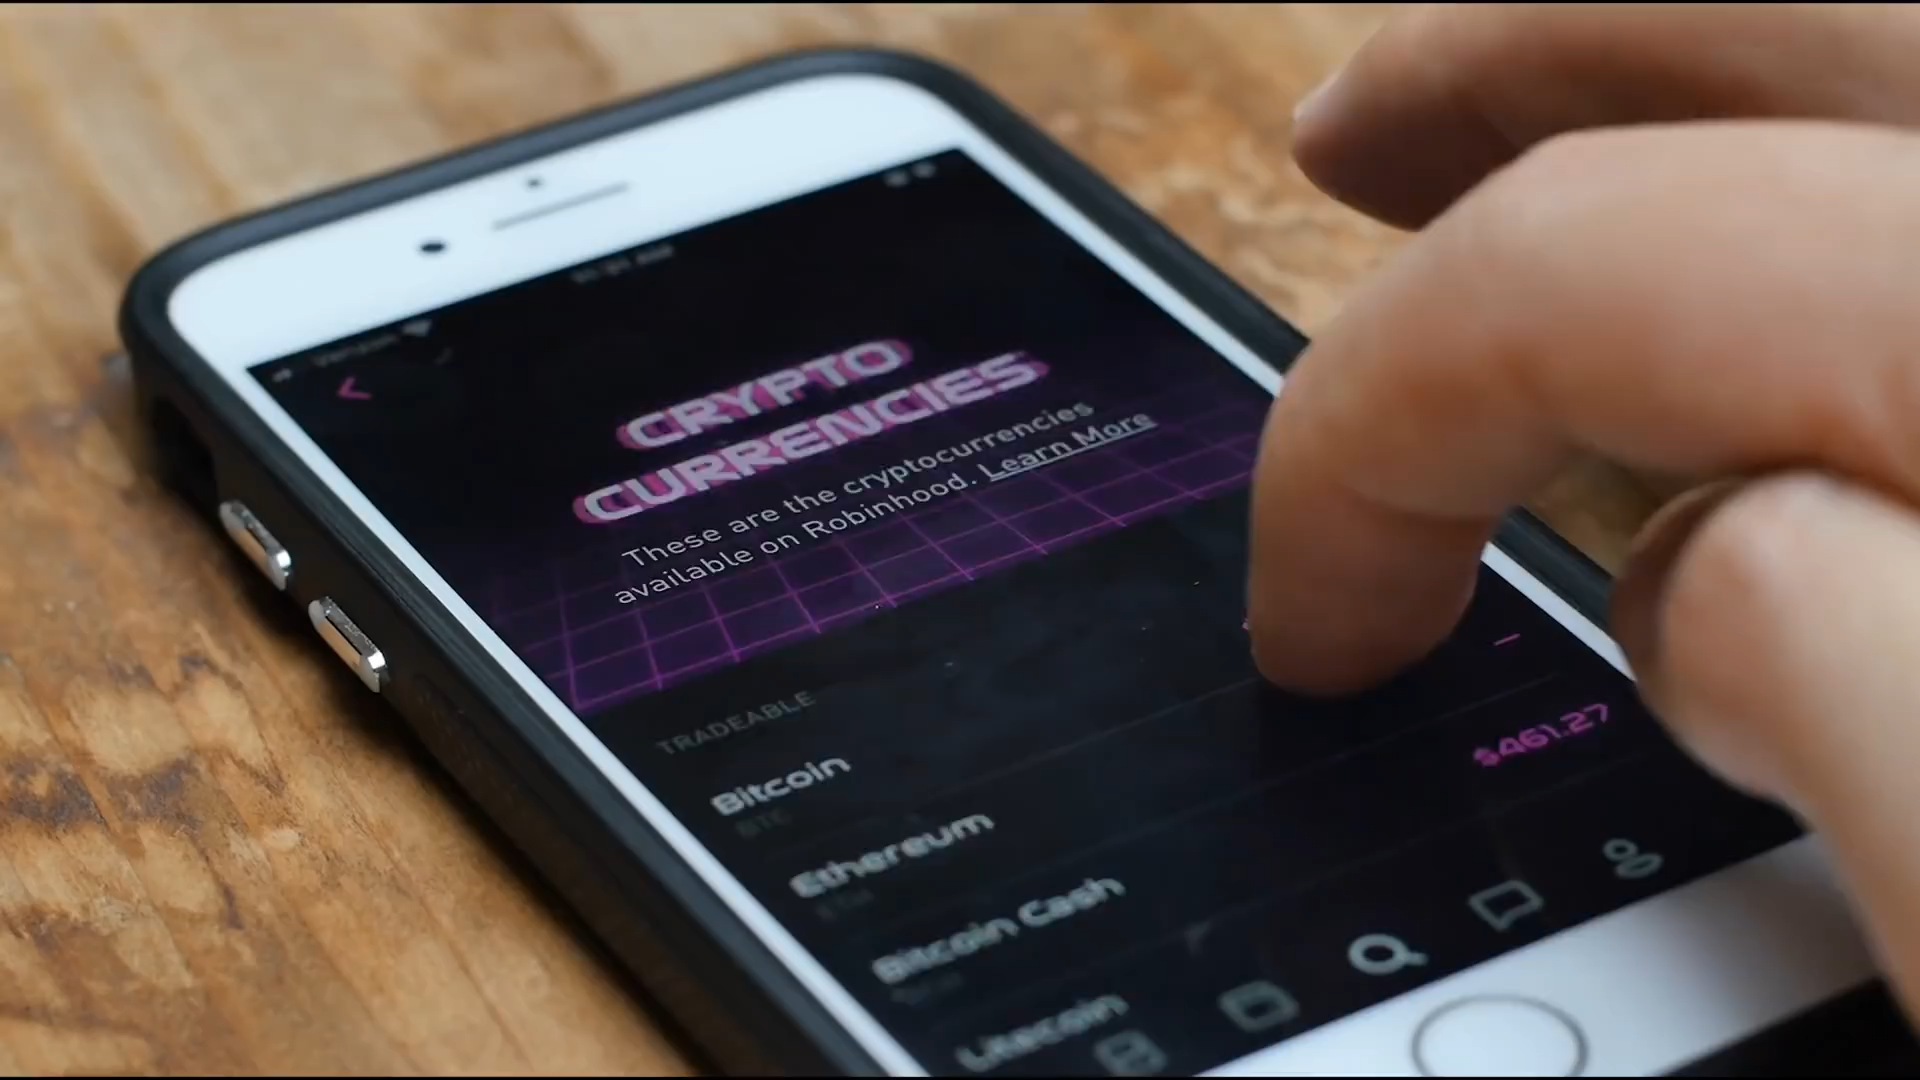 CRYPTO
CURRENCIES
These are the cryptocurrencies
available on Robinhood. Learn More
TRADEABLE
Bitcoin
BTC
Ethereum
$461.27
Bitcoin Cash
Litecoin